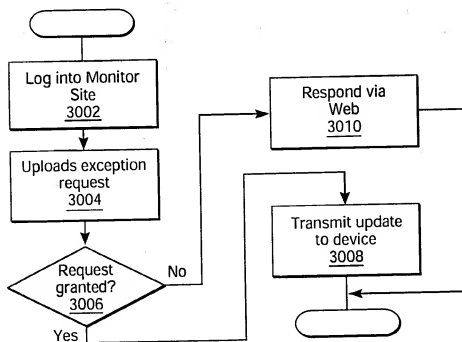 Log into Monitor
Site
3002
Uploads exception
request
3004
Request
granted?
3006
No
Yes
Respond via
Web
3010
Transmit update
to device
3008